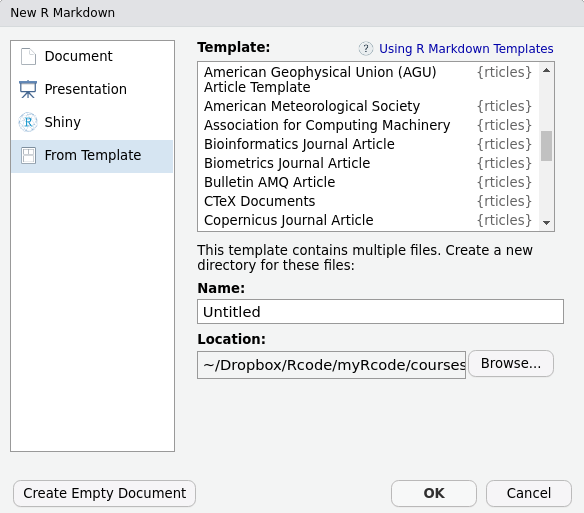 New R Markdown
Document
Presentation
R
Shiny
From Template
Template:
? Using R Markdown Templates
American Geophysical Union (AGU) {rticles}
Article Template
American Meteorological Society {rticles}
Association for Computing Machinery {rticles}
Bioinformatics Journal Article {rticles}
Biometrics Journal Article {rticles}
Bulletin AMQ Article {rticles}
CTeX Documents {rticles}
Copernicus Journal Article {rticles}
This template contains multiple files. Create a new
directory for these files:
Name:
Untitled
Location:
~/Dropbox/Rcode/myRcode/courses
Browse...
Create Empty Document
OK
Cancel